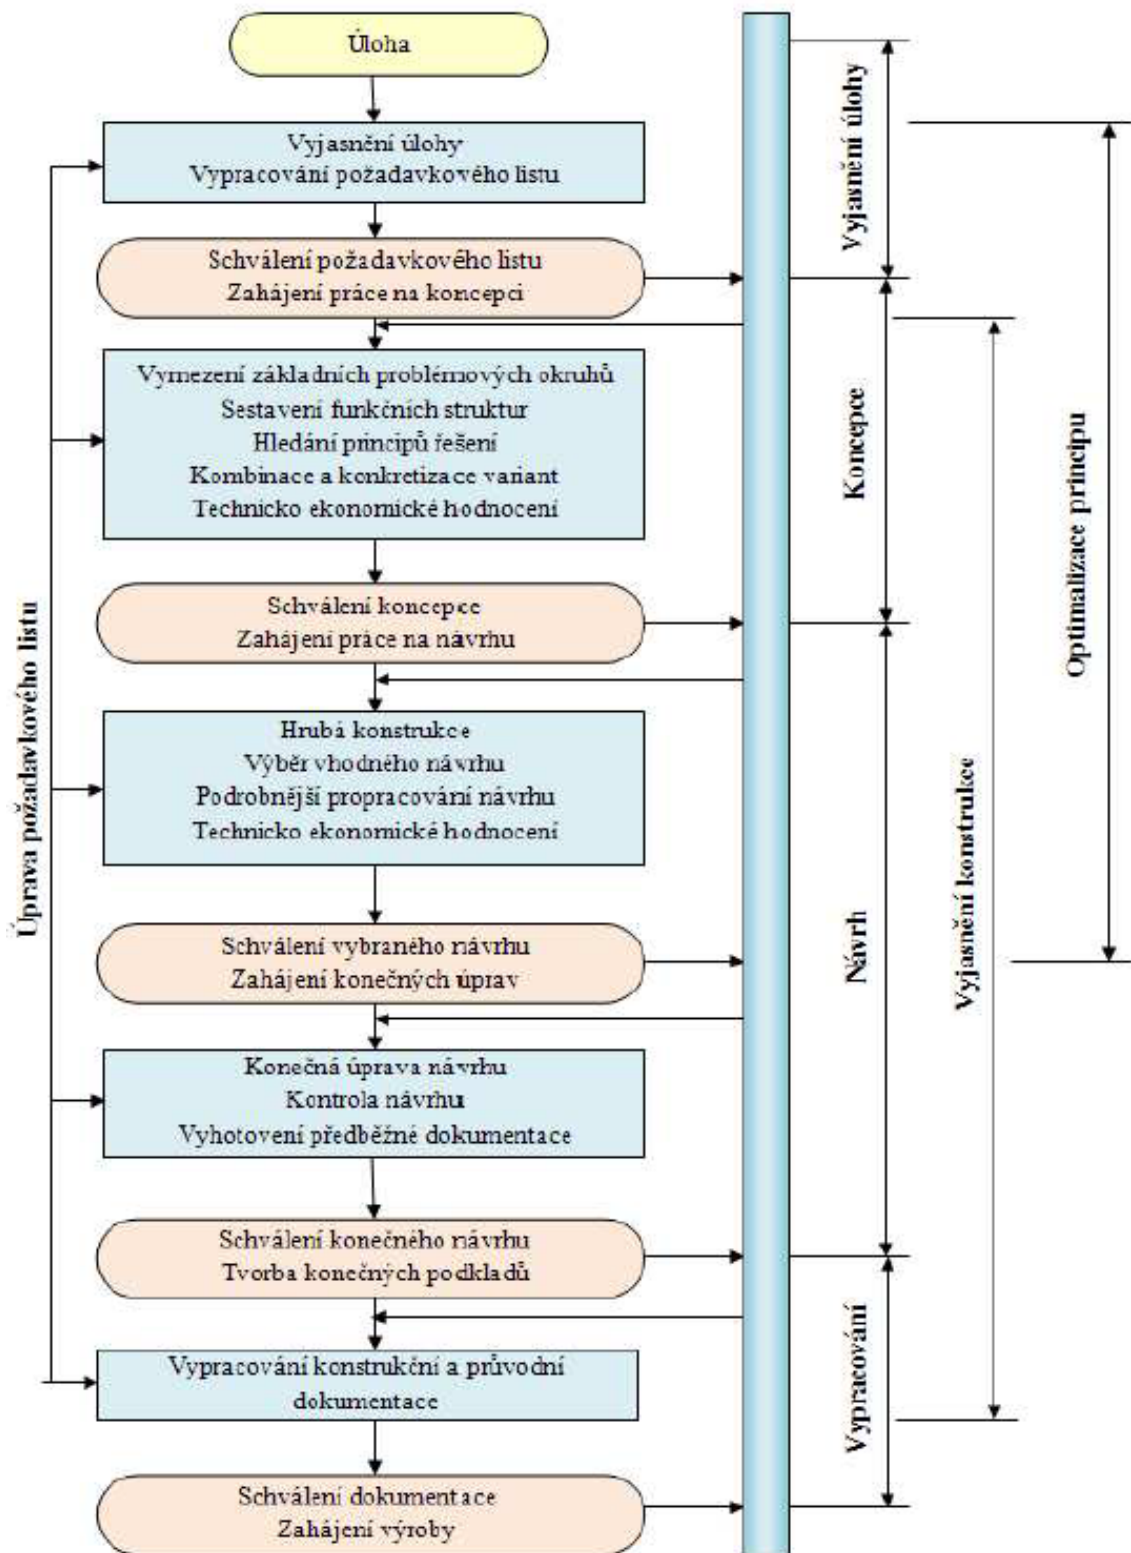 Úloha
Vyjasnění úlohy
Vypracování požadavkového listu
Schválení požadavkového listu
Zahájení práce na koncepci
Vymezení základních problémových okruhů
Sestavení funkčních struktur
Hledání principů řešení
Kombinace a konkretizace variant
Technicko ekonomické hodnocení
Schválení koncepce
Zahájení práce na návrhu
Hrubá konstrukce
Výběr vhodného návrhu
Podrobnější propracování návrhu
Technicko ekonomické hodnocení
Schválení vybraného návrhu
Zahájení konečných úprav
Konečná úprava návrhu
Kontrola návrhu
Vyhotovení předběžné dokumentace
Schválení konečného návrhu
Tvorba konečných podkladů
Vypracování konstrukční a průvodní
dokumentace
Schválení dokumentace
Zahájení výroby
Úprava požadavkového listu
Vyjasnění úlohy
Koncepce
Návrh
Vypracování
Vyjasnění konstrukce
Optimalizace principu